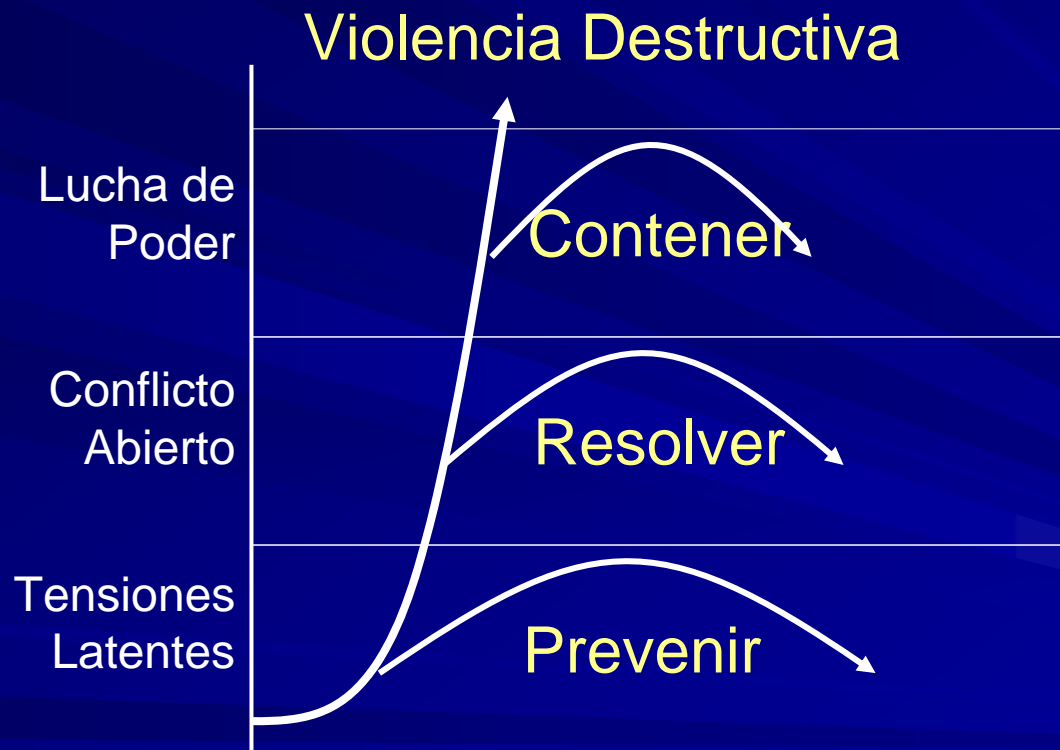 Violencia Destructiva
Lucha de
Poder
Contener
Conflicto
Abierto
Resolver
Tensiones
Latentes
Prevenir